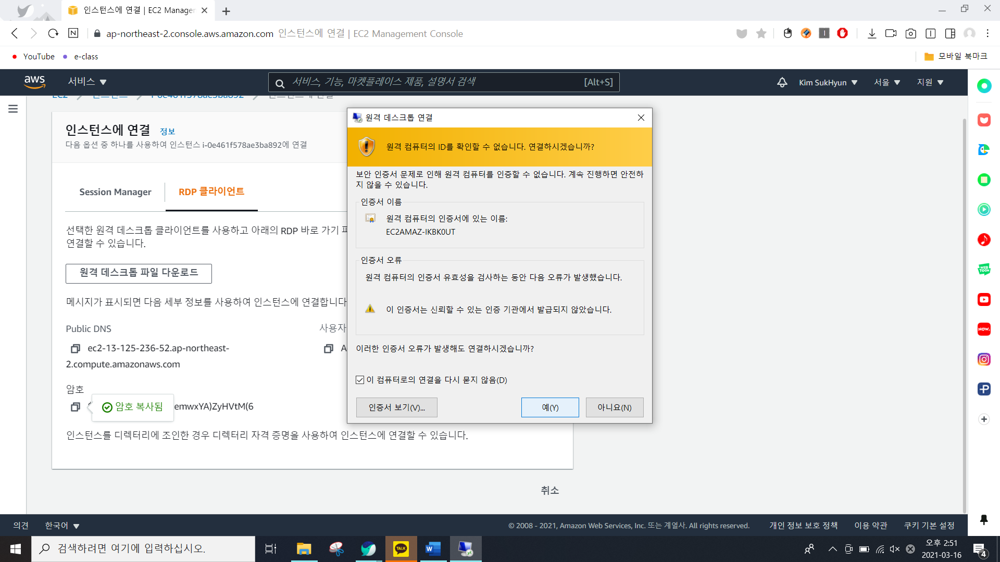 인스턴스에 연결 | EC2 Manager
N
ap-northeast-2.console.aws.amazon.com 인스턴스에 연결 | EC2 Management Console
YouTube
e-class
모바일 북마크
aws
서비스
서비스, 기능, 마켓플레이스 제품, 설명서 검색 [Alt+S]
Kim SukHyun
서울
지원
EC2 인스턴스 i-0e461f578ae3ba892 인스턴스에 연결
인스턴스에 연결 정보
다음 옵션 중 하나를 사용하여 인스턴스 i-0e461f578ae3ba892에 연결
Session Manager
RDP 클라이언트
선택한 원격 데스크톱 클라이언트를 사용하고 아래의 RDP 바로 가기
연결할 수 있습니다.
원격 데스크톱 파일 다운로드
메시지가 표시되면 다음 세부 정보를 사용하여 인스턴스에 연결합니다
Public DNS
사용자
ec2-13-125-236-52.ap-northeast-
2.compute.amazonaws.com
A
암호
암호 복사됨
emwxYA)ZyHVtM(6
인스턴스를 디렉터리에 조인한 경우 디렉터리 자격 증명을 사용하여 인스턴스에 연결할 수 있습니다.
취소
원격 데스크톱 연결
원격 컴퓨터의 ID를 확인할 수 없습니다. 연결하시겠습니까?
보안 인증서 문제로 인해 원격 컴퓨터를 인증할 수 없습니다. 계속 진행하면 안전하
지 않을 수 있습니다.
인증서 이름
원격 컴퓨터의 인증서에 있는 이름:
EC2AMAZ-IKBK0UT
인증서 오류
원격 컴퓨터의 인증서 유효성을 검사하는 동안 다음 오류가 발생했습니다.
이 인증서는 신뢰할 수 있는 인증 기관에서 발급되지 않았습니다.
이러한 인증서 오류가 발생해도 연결하시겠습니까?
이 컴퓨터로의 연결을 다시 묻지 않음(D)
인증서 보기(V)...
예(Y)
아니요(N)
WEB
TOON
NOW.
의견
한국어
© 2008 - 2021, Amazon Web Services, Inc. 또는 계열사. All rights reserved.
개인 정보 보호 정책
이용 약관
쿠키 기본 설정
검색하려면 여기에 입력하십시오.
TALK
W
오후 2:51
2021-03-16
4